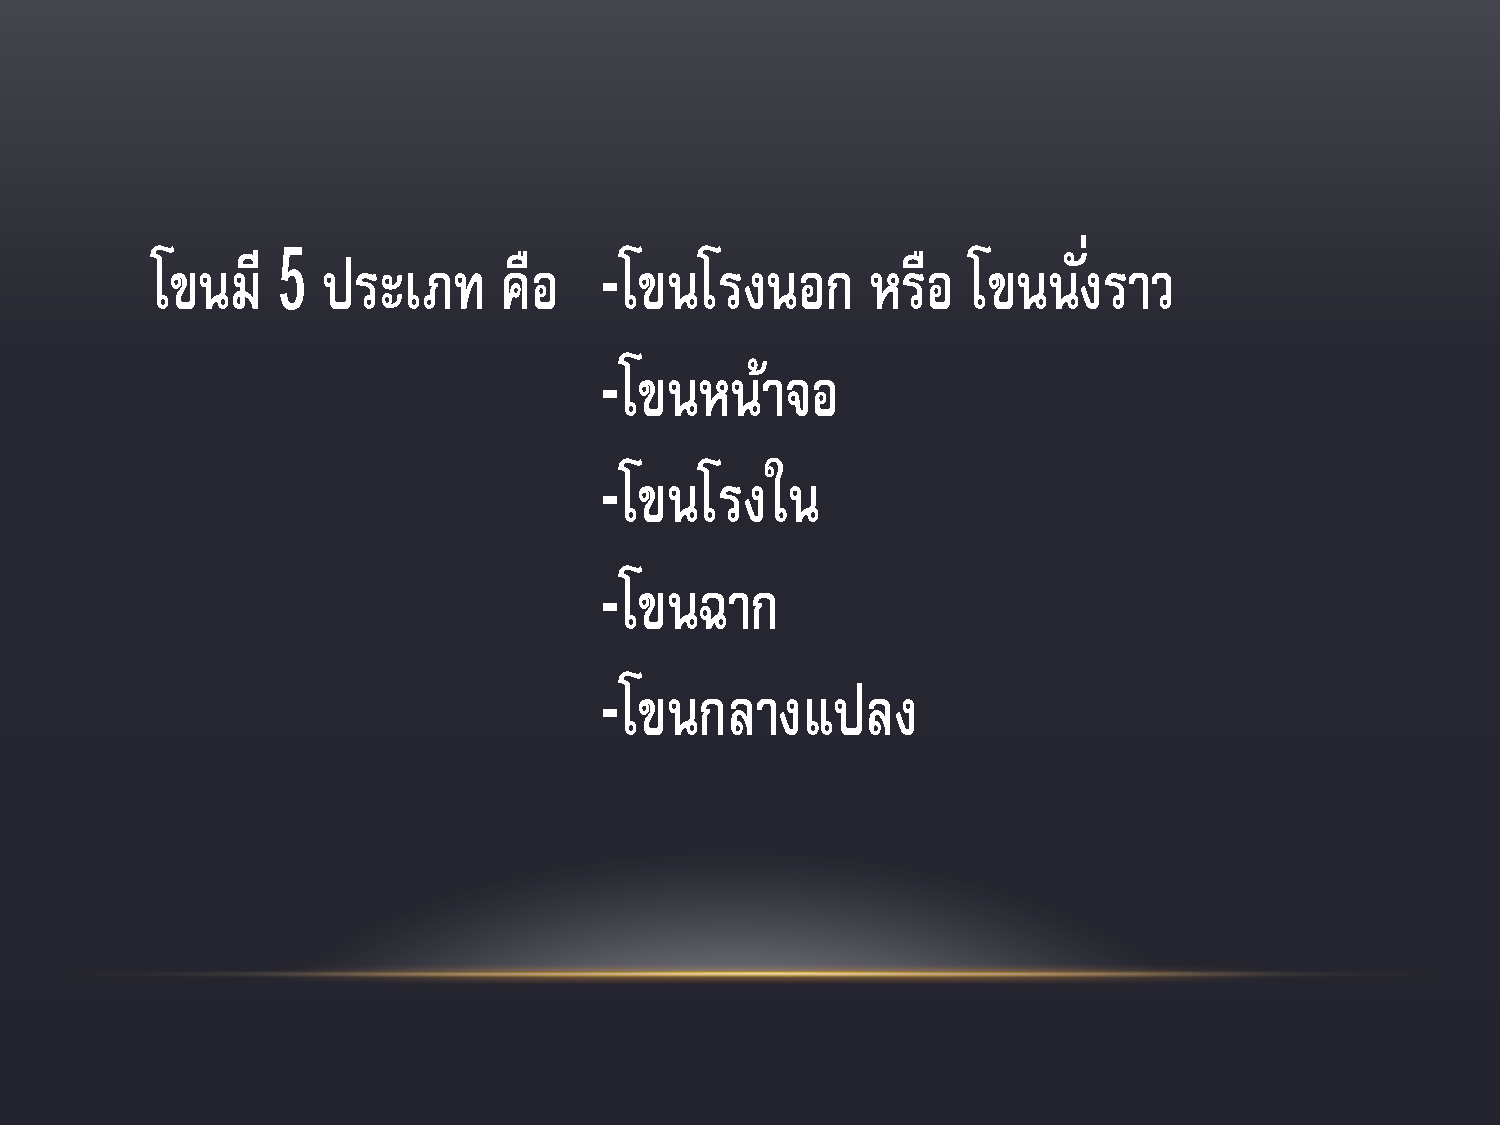 โขนมี 5 ประเภท คือ -โขนโรงนอก หรือ โขนนั่งราว
-โขนหน้าจอ
-โขนโรงใน
-โขนฉาก
-โขนกลางแปลง